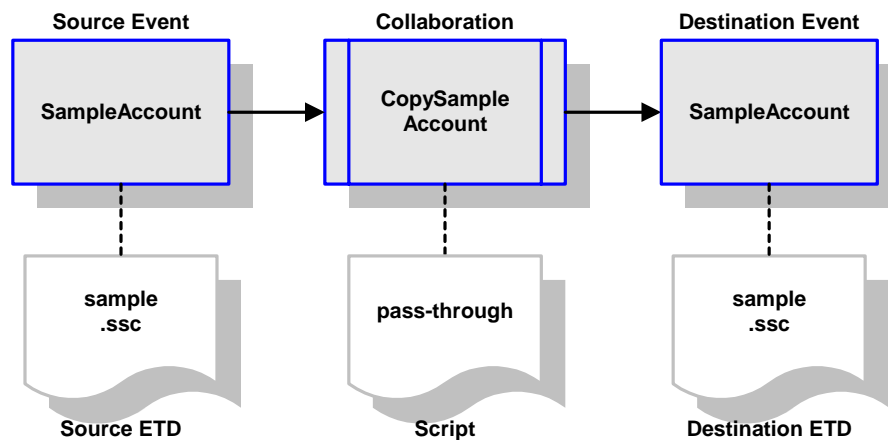 Source Event
Collaboration
Destination Event
SampleAccount
CopySample
Account
SampleAccount
sample
.ssc
pass-through
sample
.ssc
Source ETD
Script
Destination ETD